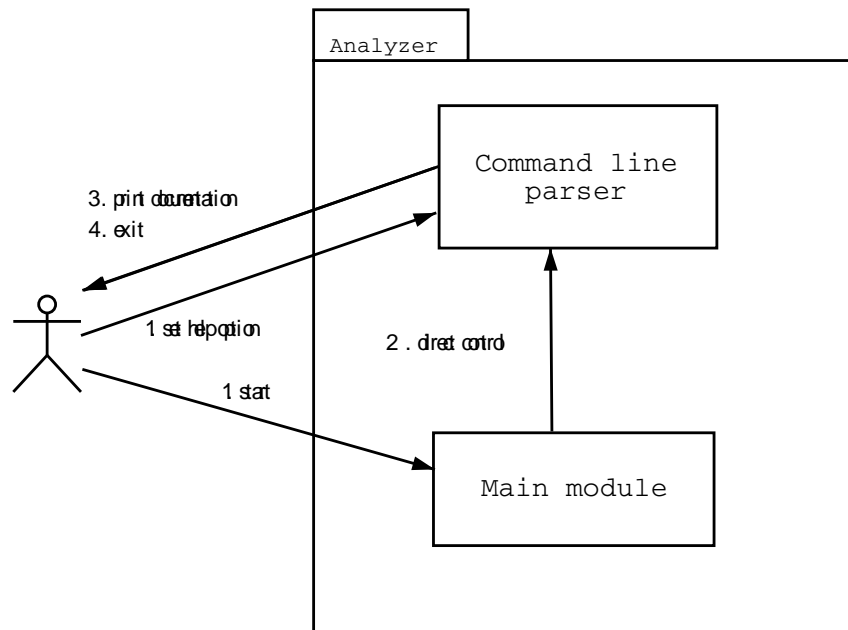 Analyzer
Command line
parser
3. print documentation
4. exit
1. set help option
2. direct control
1. start
Main module